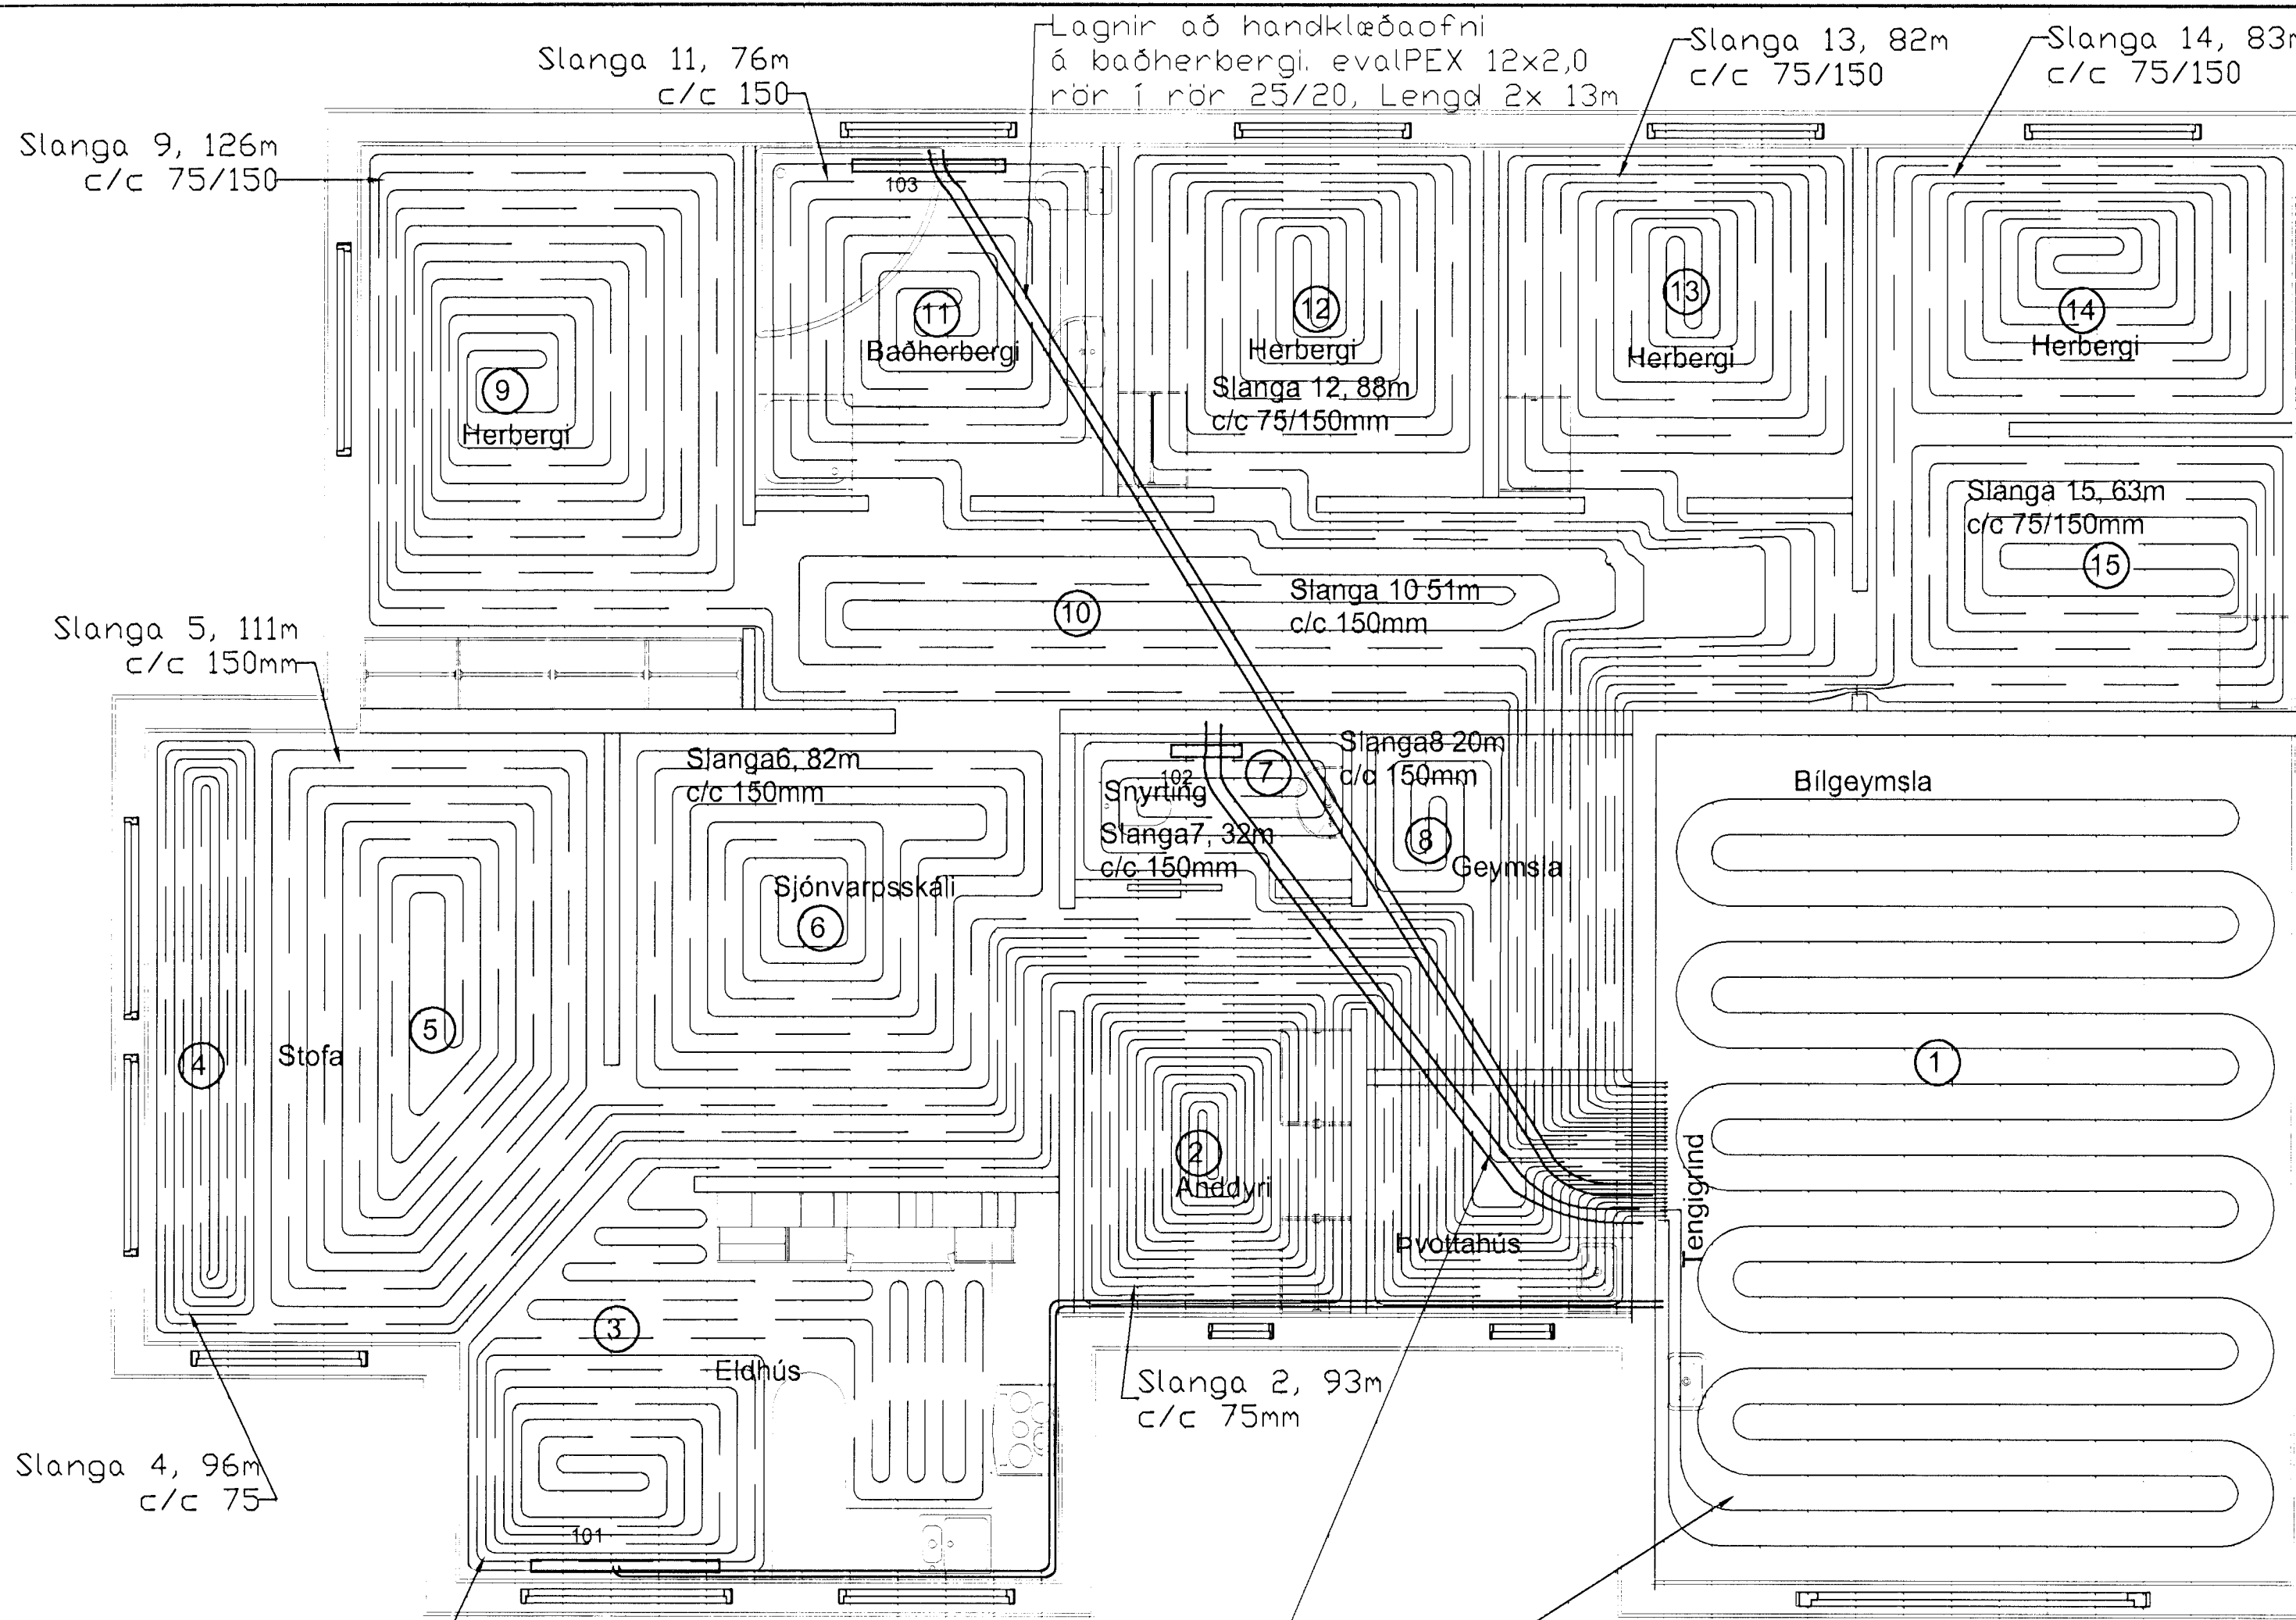 Lagnir að handklæðaofni
á baðherbergi. evalPEX 12x2,0
rör í rör 25/20, Lengd 2x 13m
Slanga 11, 76m
c/c 150
Slanga 13, 82m
c/c 75/150
Slanga 14, 83m
c/c 75/150
Slanga 9, 126m
c/c 75/150
103
9
Herbergi
11
Baðherbergi
12
Herbergi
Slanga 12, 88m
c/c 75/150mm
13
Herbergi
14
Herbergi
Slanga 15, 63m
c/c 75/150mm
15
10
Slanga 10 51m
c/c 150mm
Slanga 5, 111m
c/c 150mm
Slanga6, 82m
c/c 150mm
Sjónvarpsskáli
6
102
7
Snyrting
Slanga7, 32m
c/c 150mm
Slanga8 20m
c/c 150mm
8
Geymsla
Bílgeymsla
1
4
Stofa
5
2
Anddyri
Þvottahús
Tengigrind
3
Eldhús
101
Slanga 2, 93m
c/c 75mm
Slanga 4, 96m
c/c 75